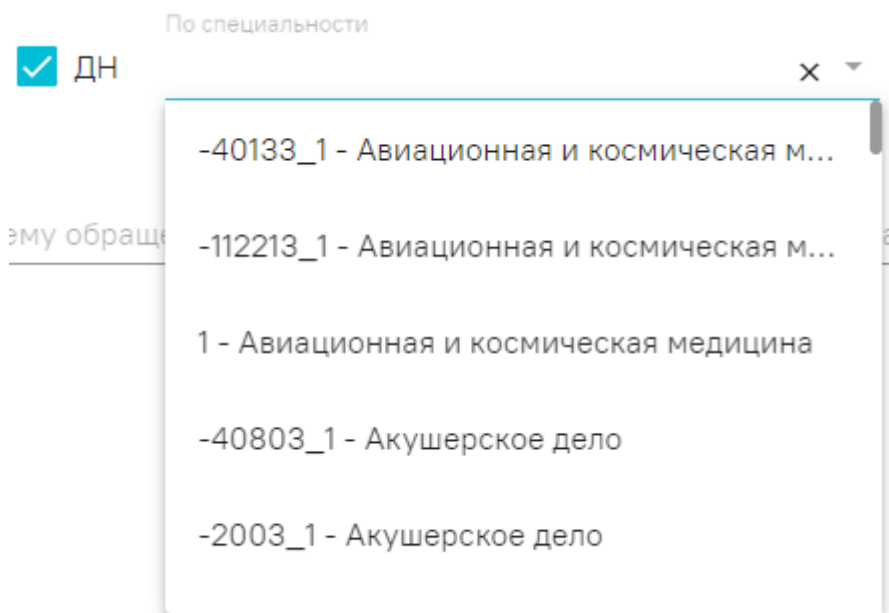 По специальности
ДН
-40133_1 - Авиационная и космическая м...
-112213_1 - Авиационная и космическая м...
1 - Авиационная и космическая медицина
-40803_1 - Акушерское дело
-2003_1 - Акушерское дело